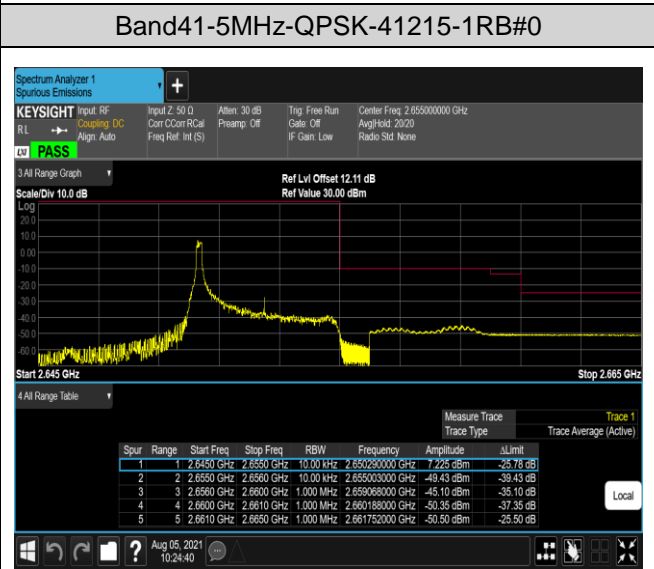 Band41-5MHz-QPSK-41215-1RB#0
Spectrum Analyzer 1
Spurious Emissions
+
KEYSIGHT Input: RF Input Z: 50 Ω Atten: 30 dB Trig: Free Run Center Freq: 2.655000000 GHz
RL Coupling: DC Corr CCorr RCal Preamp: Off Gate: Off Avg|Hold: 20/20
Align: Auto Freq Ref: Int (S) IF Gain: Low Radio Std: None
LXI PASS
3 All Range Graph
Ref Lvl Offset 12.11 dB
Scale/Div 10.0 dB Ref Value 30.00 dBm
Log
20.0
10.0
0.00
-10.0
-20.0
-30.0
-40.0
-50.0
-60.0
Start 2.645 GHz Stop 2.665 GHz
4 All Range Table
Measure Trace Trace 1
Trace Type Trace Average (Active)
Spur Range Start Freq Stop Freq RBW Frequency Amplitude ΔLimit
1 1 2.6450 GHz 2.6550 GHz 10.00 kHz 2.650290000 GHz 7.225 dBm -25.78 dB
2 2 2.6550 GHz 2.6560 GHz 10.00 kHz 2.655003000 GHz -49.43 dBm -39.43 dB
3 3 2.6560 GHz 2.6600 GHz 1.000 MHz 2.659068000 GHz -45.10 dBm -35.10 dB
4 4 2.6600 GHz 2.6610 GHz 1.000 MHz 2.660188000 GHz -50.35 dBm -37.35 dB
5 5 2.6610 GHz 2.6650 GHz 1.000 MHz 2.661752000 GHz -50.50 dBm -25.50 dB
Local
? Aug 05, 2021
10:24:40